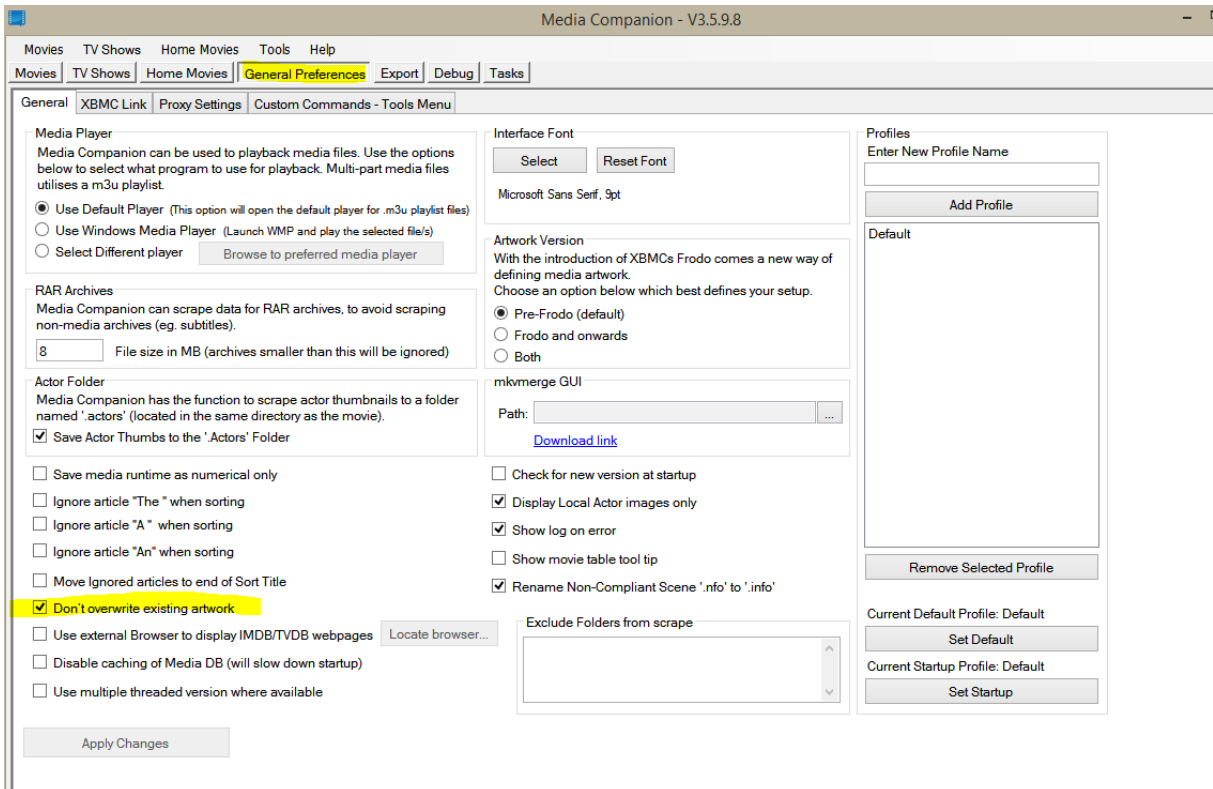 Media Companion - V3.5.9.8
Movies TV Shows Home Movies Tools Help
Movies TV Shows Home Movies General Preferences Export Debug Tasks
General XBMC Link Proxy Settings Custom Commands - Tools Menu
Media Player
Media Companion can be used to playback media files. Use the options
below to select what program to use for playback. Multi-part media files
utilises a m3u playlist.
Use Default Player (This option will open the default player for .m3u playlist files)
Use Windows Media Player (Launch WMP and play the selected file/s)
Select Different player Browse to preferred media player
RAR Archives
Media Companion can scrape data for RAR archives, to avoid scraping
non-media archives (eg. subtitles).
8 File size in MB (archives smaller than this will be ignored)
Actor Folder
Media Companion has the function to scrape actor thumbnails to a folder
named '.actors' (located in the same directory as the movie).
Save Actor Thumbs to the '.Actors' Folder
Save media runtime as numerical only
Ignore article "The " when sorting
Ignore article "A " when sorting
Ignore article "An" when sorting
Move Ignored articles to end of Sort Title
Don't overwrite existing artwork
Use external Browser to display IMDB/TVDB webpages Locate browser...
Disable caching of Media DB (will slow down startup)
Use multiple threaded version where available
Apply Changes
Interface Font
Select Reset Font
Microsoft Sans Serif, 9pt
Artwork Version
With the introduction of XBMCs Frodo comes a new way of
defining media artwork.
Choose an option below which best defines your setup.
Pre-Frodo (default)
Frodo and onwards
Both
mkvmerge GUI
Path: ...
Download link
Check for new version at startup
Display Local Actor images only
Show log on error
Show movie table tool tip
Rename Non-Compliant Scene '.nfo' to '.info'
Exclude Folders from scrape
Profiles
Enter New Profile Name
Add Profile
Default
Remove Selected Profile
Current Default Profile: Default
Set Default
Current Startup Profile: Default
Set Startup